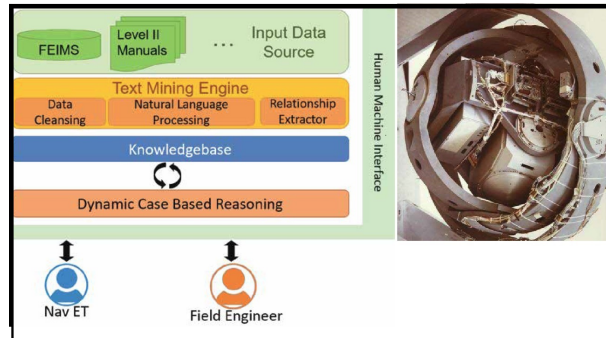 FEIMS
Level II
Manuals
...
Input Data
Source
Text Mining Engine
Data
Cleansing
Natural Language
Processing
Relationship
Extractor
Knowledgebase
Dynamic Case Based Reasoning
Human Machine Interface
Nav ET
Field Engineer